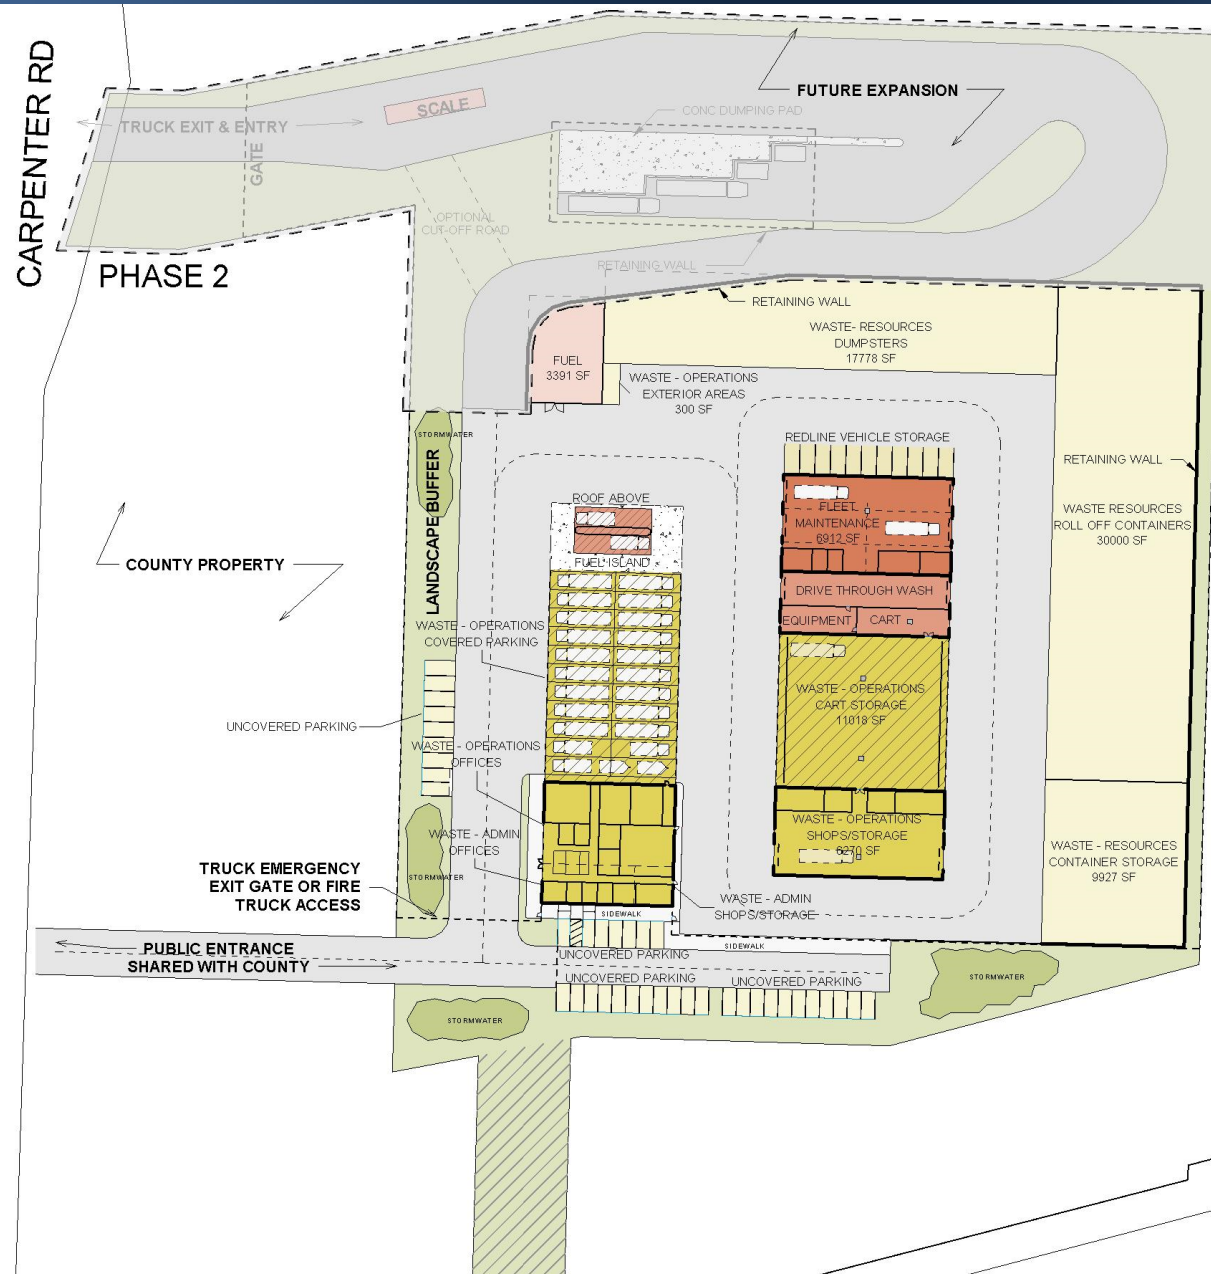 CARPENTER RD
FUTURE EXPANSION
SCALE
CONC DUMPING PAD
TRUCK EXIT & ENTRY
GATE
OPTIONAL
CUT-OFF ROAD
RETAINING WALL
PHASE 2
RETAINING WALL
WASTE- RESOURCES
DUMPSTERS
17778 SF
FUEL
3391 SF
WASTE - OPERATIONS
EXTERIOR AREAS
300 SF
STORMWATER
REDLINE VEHICLE STORAGE
RETAINING WALL
LANDSCAPE BUFFER
ROOF ABOVE
FLEET
MAINTENANCE
6912 SF
WASTE RESOURCES
ROLL OFF CONTAINERS
30000 SF
COUNTY PROPERTY
FUEL ISLAND
DRIVE THROUGH WASH
EQUIPMENT
CART
WASTE - OPERATIONS
COVERED PARKING
WASTE - OPERATIONS
CART STORAGE
11018 SF
UNCOVERED PARKING
WASTE - OPERATIONS
OFFICES
WASTE - ADMIN
OFFICES
WASTE - OPERATIONS
SHOPS/STORAGE
6270 SF
WASTE - RESOURCES
CONTAINER STORAGE
9927 SF
TRUCK EMERGENCY
EXIT GATE OR FIRE
TRUCK ACCESS
STORMWATER
WASTE - ADMIN
SHOPS/STORAGE
SIDEWALK
SIDEWALK
PUBLIC ENTRANCE
SHARED WITH COUNTY
UNCOVERED PARKING
UNCOVERED PARKING
UNCOVERED PARKING
STORMWATER
STORMWATER